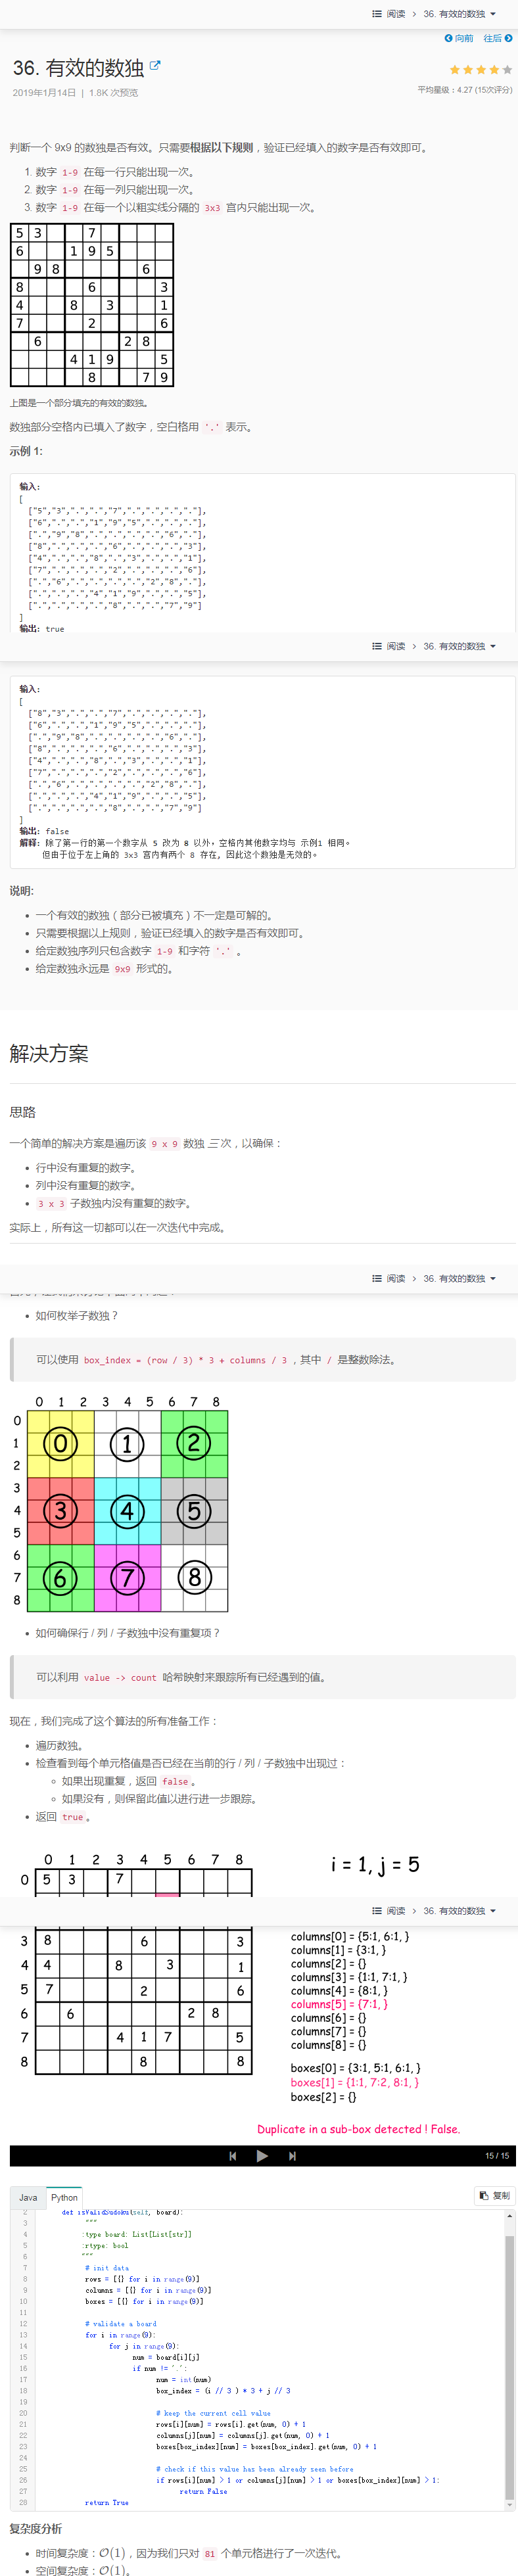 阅读 > 36. 有效的数独
向前 往后
36. 有效的数独
2019年1月14日 | 1.8K 次预览
平均星级：4.27 (15次评分)
判断一个 9x9 的数独是否有效。只需要根据以下规则，验证已经填入的数字是否有效即可。
1. 数字 1-9 在每一行只能出现一次。
2. 数字 1-9 在每一列只能出现一次。
3. 数字 1-9 在每一个以粗实线分隔的 3x3 宫内只能出现一次。
5 3 7
6 1 9 5
9 8 6
8 6 3
4 8 3 1
7 2 6
6 2 8
4 1 9 5
8 7 9
上图是一个部分填充的有效的数独。
数独部分空格内已填入了数字，空白格用 '.' 表示。
示例 1:
输入:
[
["5","3",".",".","7",".",".",".","."],
["6",".",".","1","9","5",".",".","."],
[".","9","8",".",".",".",".","6","."],
["8",".",".",".","6",".",".",".","3"],
["4",".",".","8",".","3",".",".","1"],
["7",".",".",".","2",".",".",".","6"],
[".","6",".",".",".",".","2","8","."],
[".",".",".","4","1","9",".",".","5"],
[".",".",".",".","8",".",".","7","9"]
]
输出: true
阅读 > 36. 有效的数独
输入:
[
["8","3",".",".","7",".",".",".","."],
["6",".",".","1","9","5",".",".","."],
[".","9","8",".",".",".",".","6","."],
["8",".",".",".","6",".",".",".","3"],
["4",".",".","8",".","3",".",".","1"],
["7",".",".",".","2",".",".",".","6"],
[".","6",".",".",".",".","2","8","."],
[".",".",".","4","1","9",".",".","5"],
[".",".",".",".","8",".",".","7","9"]
]
输出: false
解释: 除了第一行的第一个数字从 5 改为 8 以外，空格内其他数字均与 示例1 相同。
但由于位于左上角的 3x3 宫内有两个 8 存在, 因此这个数独是无效的。
说明:
一个有效的数独（部分已被填充）不一定是可解的。
只需要根据以上规则，验证已经填入的数字是否有效即可。
给定数独序列只包含数字 1-9 和字符 '.' 。
给定数独永远是 9x9 形式的。
解决方案
思路
一个简单的解决方案是遍历该 9 x 9 数独 三 次，以确保：
行中没有重复的数字。
列中没有重复的数字。
3 x 3 子数独内没有重复的数字。
实际上，所有这一切都可以在一次迭代中完成。
阅读 > 36. 有效的数独
如何枚举子数独？
可以使用 box_index = (row / 3) * 3 + columns / 3 ，其中 / 是整数除法。
0 1 2 3 4 5 6 7 8
0
1 0 1 2
2
3
4 3 4 5
5
6
7 6 7 8
8
如何确保行 / 列 / 子数独中没有重复项？
可以利用 value -> count 哈希映射来跟踪所有已经遇到的值。
现在，我们完成了这个算法的所有准备工作：
遍历数独。
检查看到每个单元格值是否已经在当前的行 / 列 / 子数独中出现过：
如果出现重复，返回 false。
如果没有，则保留此值以进行进一步跟踪。
返回 true。
0 1 2 3 4 5 6 7 8
i = 1, j = 5
0 5 3 7
阅读 > 36. 有效的数独
3 8 6 3
4 4 8 3 1
5 7 2 6
6 6 2 8
7 4 1 7 5
8 8 8
columns[0] = {5:1, 6:1, }
columns[1] = {3:1, }
columns[2] = {}
columns[3] = {1:1, 7:1, }
columns[4] = {8:1, }
columns[5] = {7:1, }
columns[6] = {}
columns[7] = {}
columns[8] = {}
boxes[0] = {3:1, 5:1, 6:1, }
boxes[1] = {1:1, 7:2, 8:1, }
boxes[2] = {}
Duplicate in a sub-box detected ! False.
15 / 15
Java Python 复制
2 def isValidSudoku(self, board):
3 """
4 :type board: List[List[str]]
5 :rtype: bool
6 """
7 # init data
8 rows = [{} for i in range(9)]
9 columns = [{} for i in range(9)]
10 boxes = [{} for i in range(9)]
11
12 # validate a board
13 for i in range(9):
14 for j in range(9):
15 num = board[i][j]
16 if num != '.':
17 num = int(num)
18 box_index = (i // 3 ) * 3 + j // 3
19
20 # keep the current cell value
21 rows[i][num] = rows[i].get(num, 0) + 1
22 columns[j][num] = columns[j].get(num, 0) + 1
23 boxes[box_index][num] = boxes[box_index].get(num, 0) + 1
24
25 # check if this value has been already seen before
26 if rows[i][num] > 1 or columns[j][num] > 1 or boxes[box_index][num] > 1:
27 return False
28 return True
复杂度分析
时间复杂度：O(1)，因为我们只对 81 个单元格进行了一次迭代。
空间复杂度：O(1)。